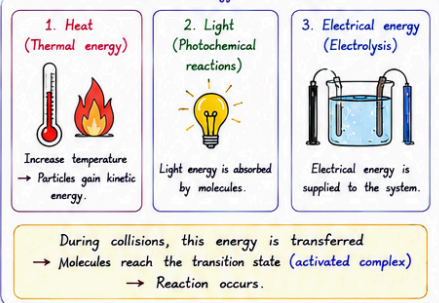 1. Heat
(Thermal energy)
Increase temperature
→ Particles gain kinetic
energy.
2. Light
(Photochemical
reactions)
Light energy is absorbed
by molecules.
3. Electrical energy
(Electrolysis)
Electrical energy is
supplied to the system.
During collisions, this energy is transferred
→ Molecules reach the transition state (activated complex)
→ Reaction occurs.